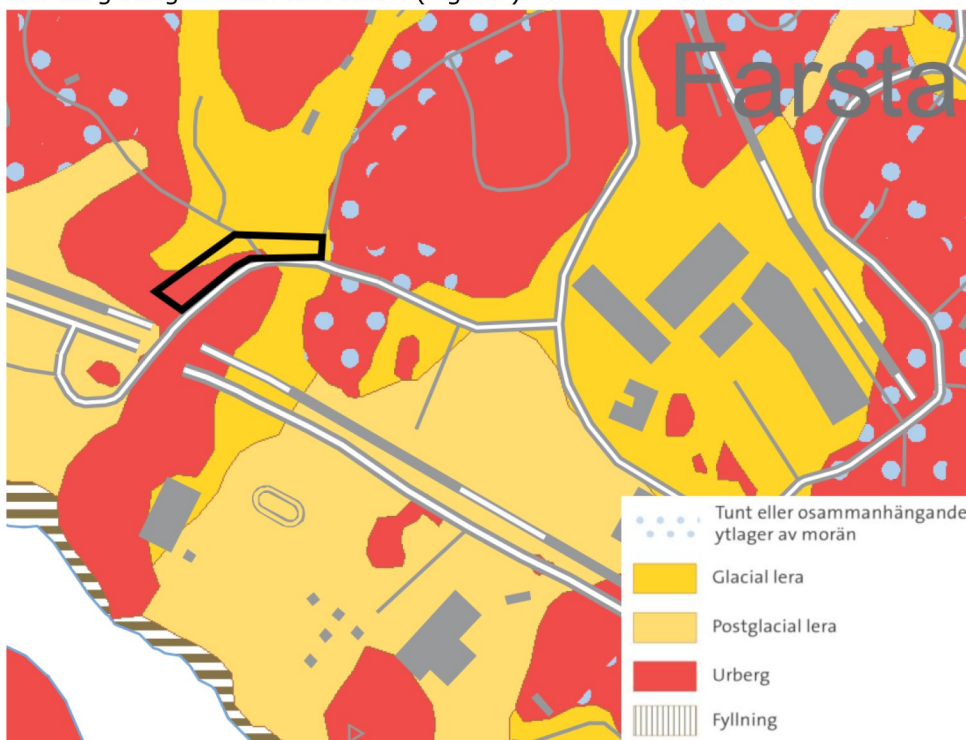 Farsta
Tunt eller osammanhängande
ytlager av morän
Glacial lera
Postglacial lera
Urberg
Fyllning